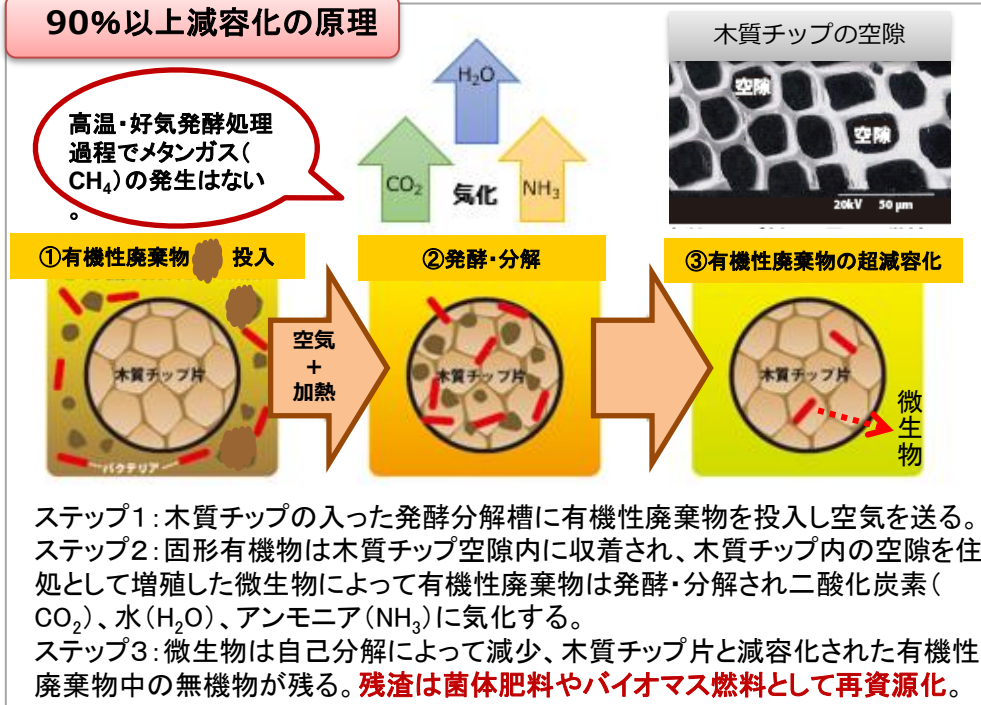 90%以上減容化の原理
高温・好気発酵処理
過程でメタンガス(
CH₄)の発生はない
。
H₂O
CO₂
気化
NH₃
木質チップの空隙
空隙
空隙
20kV 50 μm
①有機性廃棄物 投入
木質チップ片
バクテリア
空気
+
加熱
②発酵・分解
木質チップ片
③有機性廃棄物の超減容化
木質チップ片
微生物
ステップ1:木質チップの入った発酵分解槽に有機性廃棄物を投入し空気を送る。
ステップ2:固形有機物は木質チップ空隙内に収着され、木質チップ内の空隙を住
処として増殖した微生物によって有機性廃棄物は発酵・分解され二酸化炭素(
CO₂)、水(H₂O)、アンモニア(NH₃)に気化する。
ステップ3:微生物は自己分解によって減少、木質チップ片と減容化された有機性
廃棄物中の無機物が残る。残渣は菌体肥料やバイオマス燃料として再資源化。